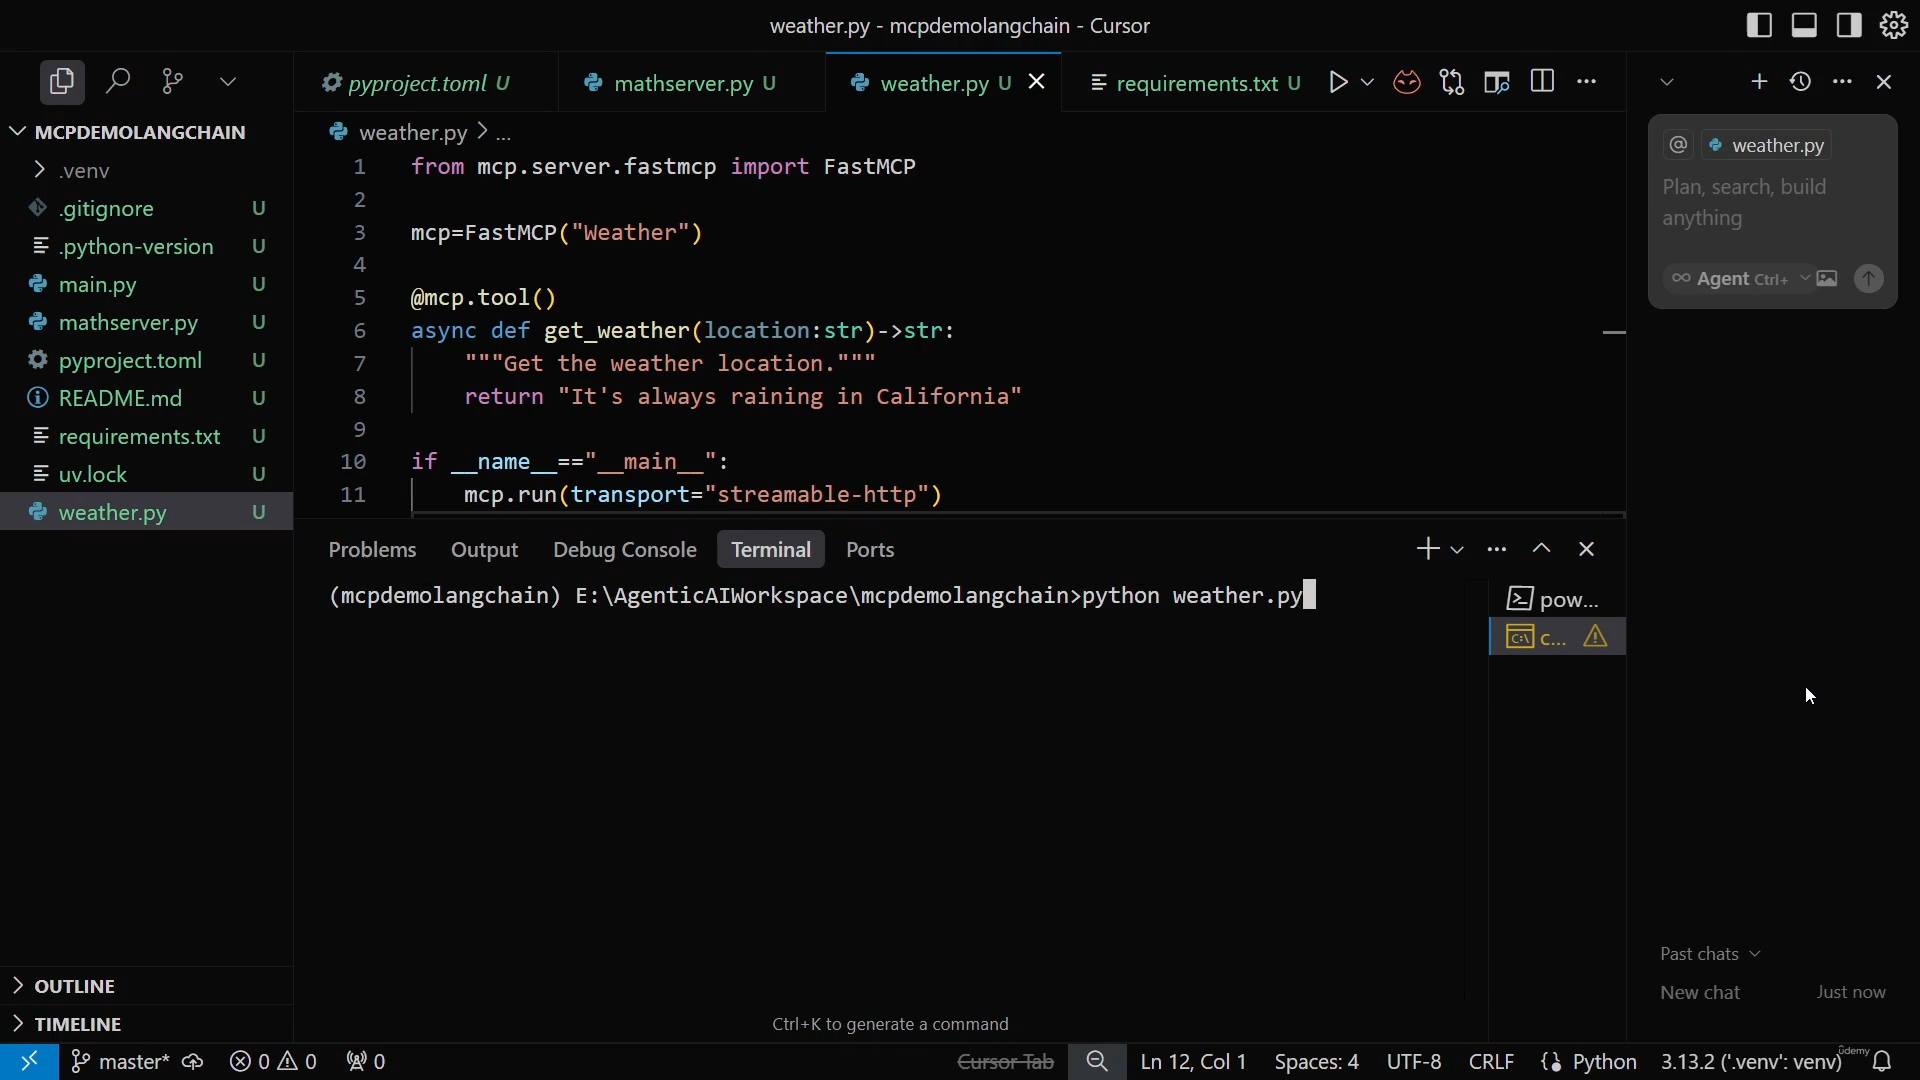 weather.py - mcpdemolangchain - Cursor
pyproject.toml U
mathserver.py U
weather.py U
requirements.txt U
MCPDEMOLANGCHAIN
.venv
.gitignore U
.python-version U
main.py U
mathserver.py U
pyproject.toml U
README.md U
requirements.txt U
uv.lock U
weather.py U
OUTLINE
TIMELINE
weather.py > ...
1 from mcp.server.fastmcp import FastMCP
2
3 mcp=FastMCP("Weather")
4
5 @mcp.tool()
6 async def get_weather(location:str)->str:
7 """Get the weather location."""
8 return "It's always raining in California"
9
10 if __name__=="__main__":
11 mcp.run(transport="streamable-http")
Problems Output Debug Console Terminal Ports
(mcpdemolangchain) E:\AgenticAIWorkspace\mcpdemolangchain>python weather.py
pow...
c...
Ctrl+K to generate a command
@ weather.py
Plan, search, build
anything
∞ Agent Ctrl+
Past chats
New chat Just now
master* 0 0 0
Cursor Tab
Ln 12, Col 1 Spaces: 4 UTF-8 CRLF Python 3.13.2 ('.venv': venv)
udemy